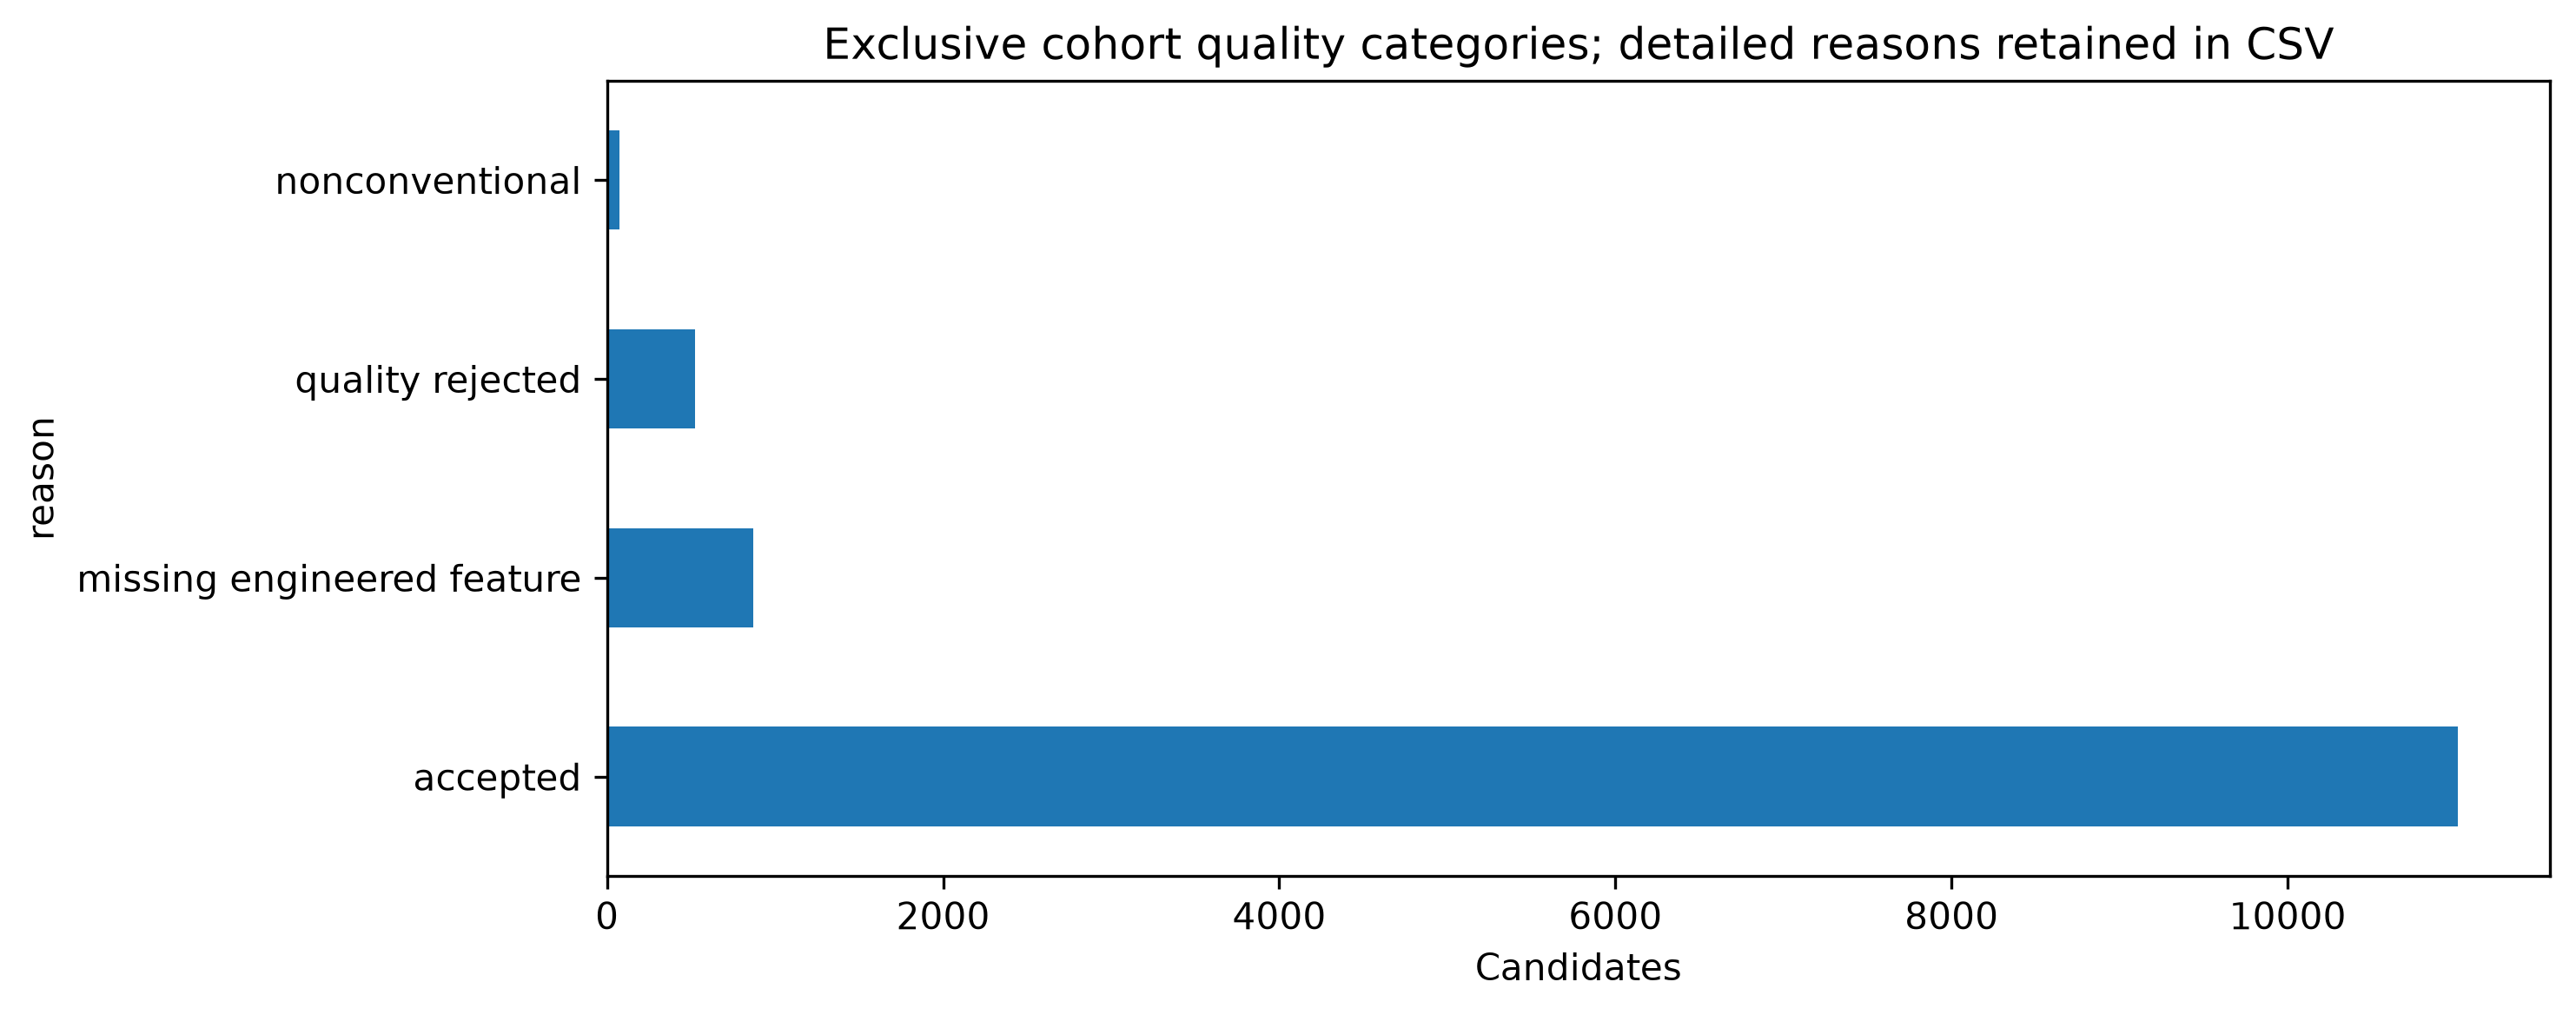 Exclusive cohort quality categories; detailed reasons retained in CSV
nonconventional
quality rejected
missing engineered feature
accepted
reason
0 2000 4000 6000 8000 10000
Candidates